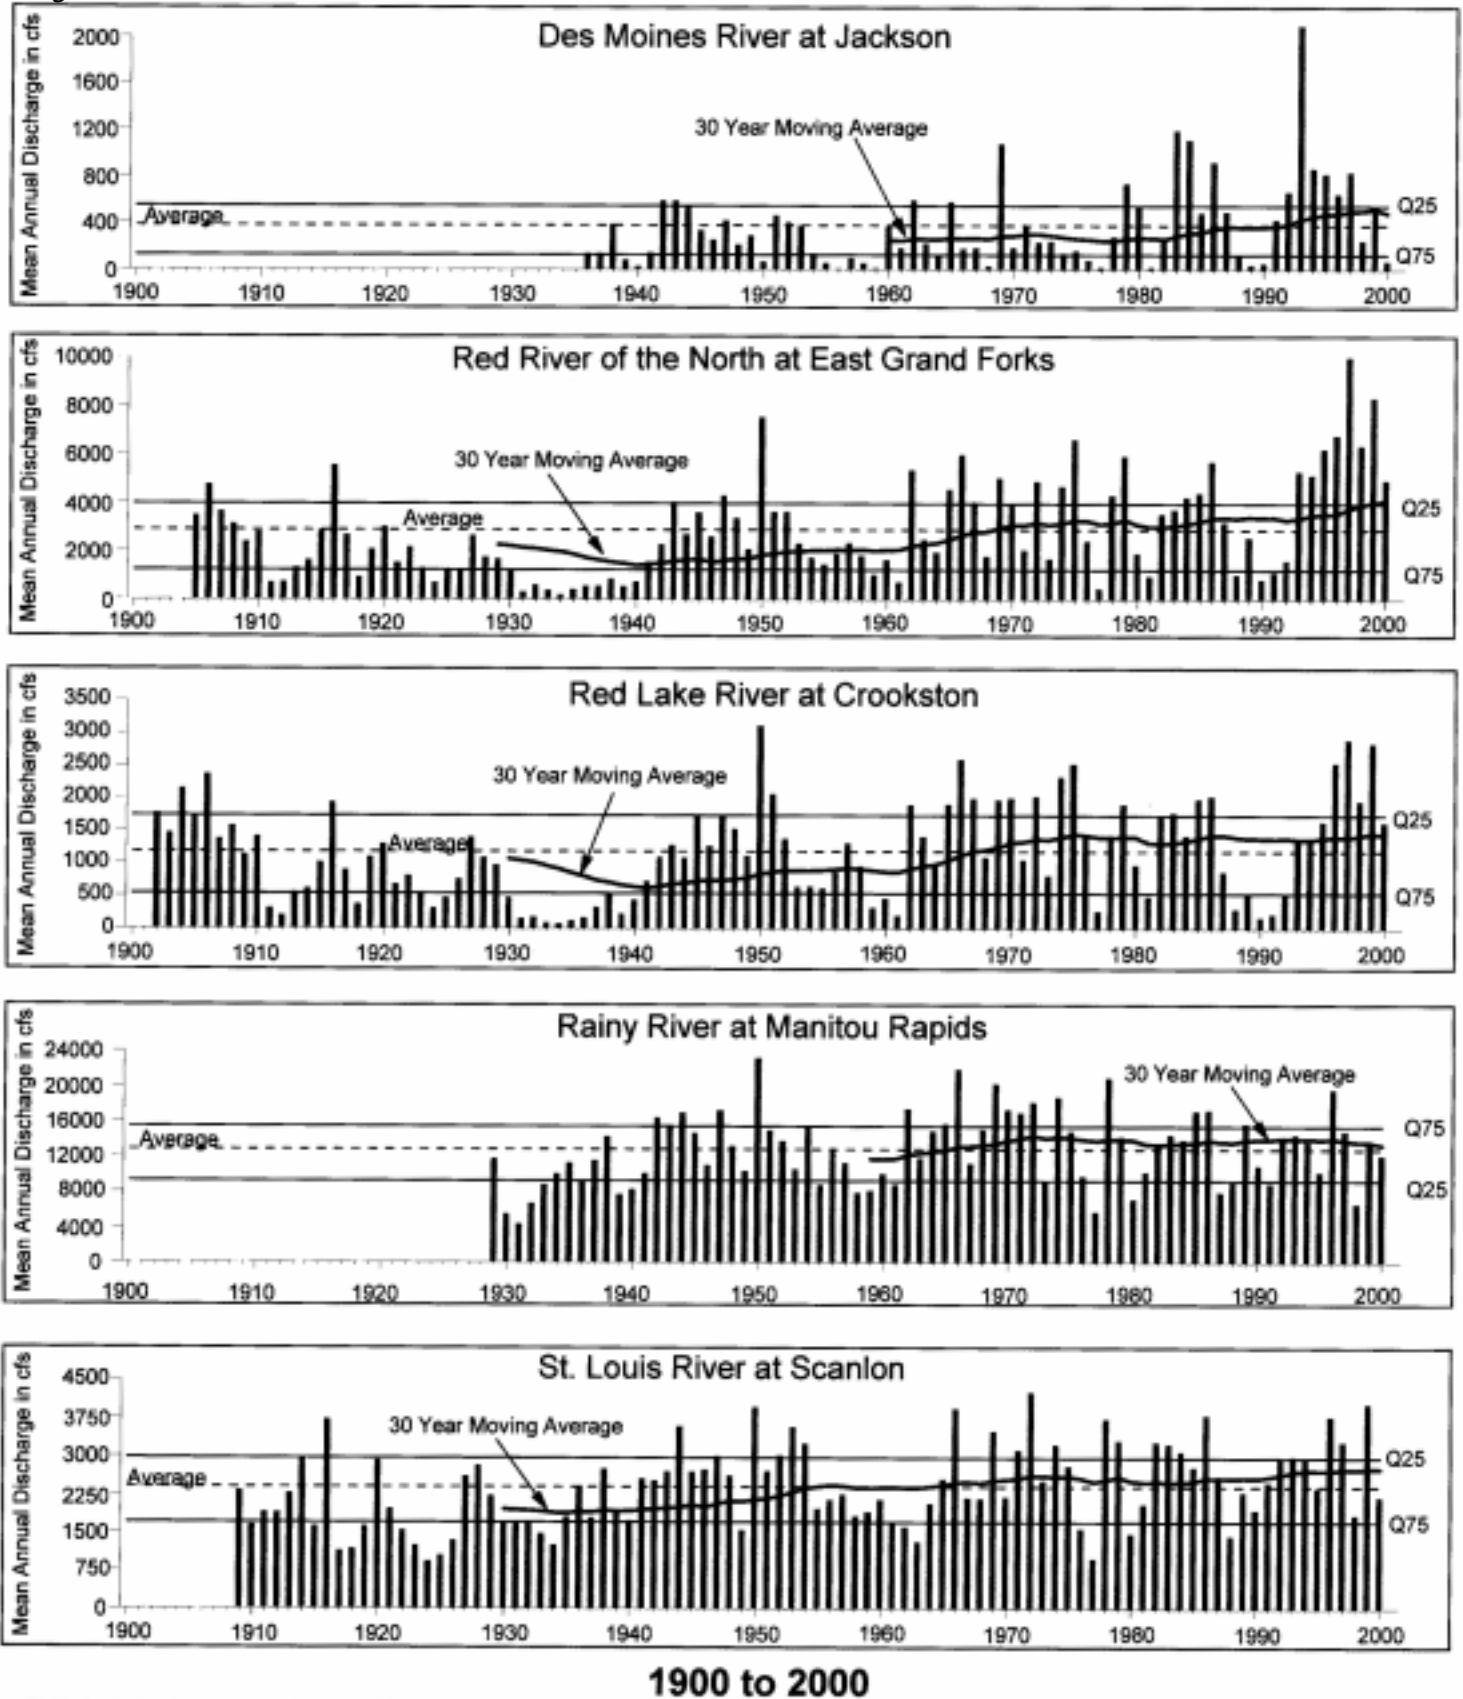 Des Moines River at Jackson
Mean Annual Discharge in cfs
2000
1600
1200
800
400
0
30 Year Moving Average
Average
Q25
Q75
1900 1910 1920 1930 1940 1950 1960 1970 1980 1990 2000
Red River of the North at East Grand Forks
Mean Annual Discharge in cfs
10000
8000
6000
4000
2000
0
30 Year Moving Average
Average
Q25
Q75
1900 1910 1920 1930 1940 1950 1960 1970 1980 1990 2000
Red Lake River at Crookston
Mean Annual Discharge in cfs
3500
3000
2500
2000
1500
1000
500
0
30 Year Moving Average
Average
Q25
Q75
1900 1910 1920 1930 1940 1950 1960 1970 1980 1990 2000
Rainy River at Manitou Rapids
Mean Annual Discharge in cfs
24000
20000
16000
12000
8000
4000
0
30 Year Moving Average
Average
Q75
Q25
1900 1910 1920 1930 1940 1950 1960 1970 1980 1990 2000
St. Louis River at Scanlon
Mean Annual Discharge in cfs
4500
3750
3000
2250
1500
750
0
30 Year Moving Average
Average
Q25
Q75
1900 1910 1920 1930 1940 1950 1960 1970 1980 1990 2000
1900 to 2000